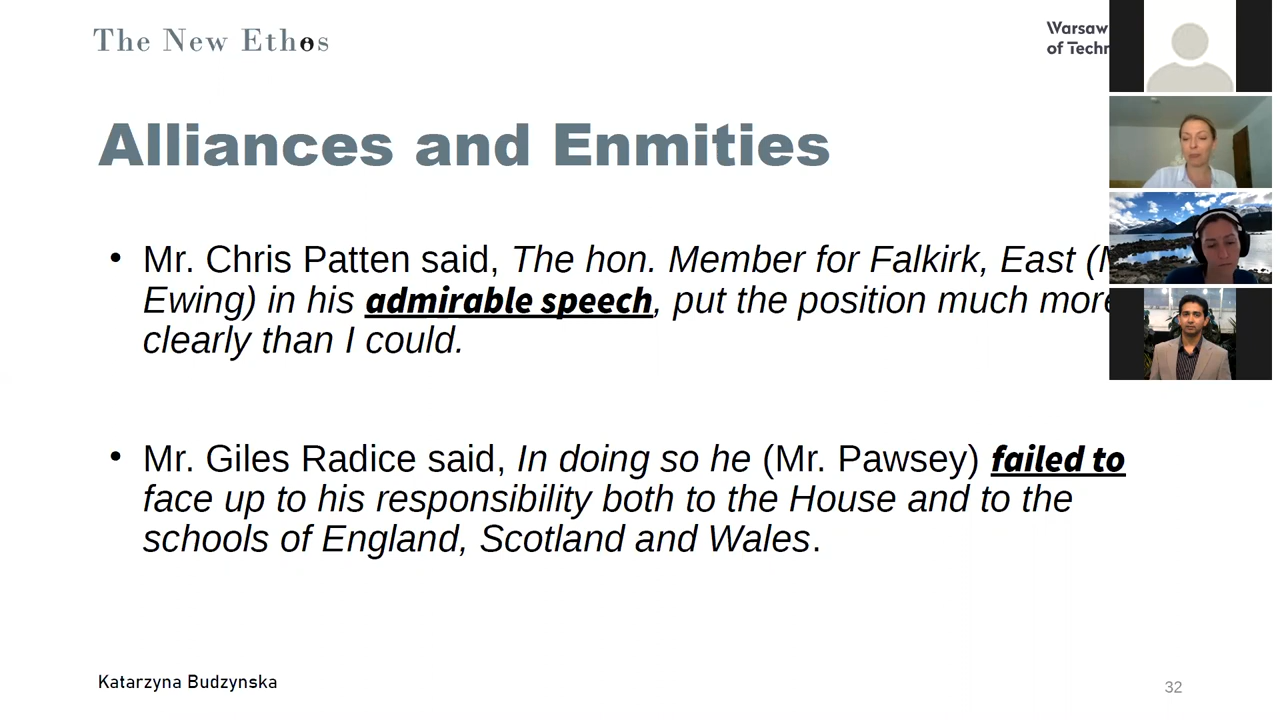 The New Ethos
Warsaw
of Techn
Alliances and Enmities
• Mr. Chris Patten said, The hon. Member for Falkirk, East (
Ewing) in his admirable speech, put the position much more
clearly than I could.
• Mr. Giles Radice said, In doing so he (Mr. Pawsey) failed to
face up to his responsibility both to the House and to the
schools of England, Scotland and Wales.
Katarzyna Budzynska
32